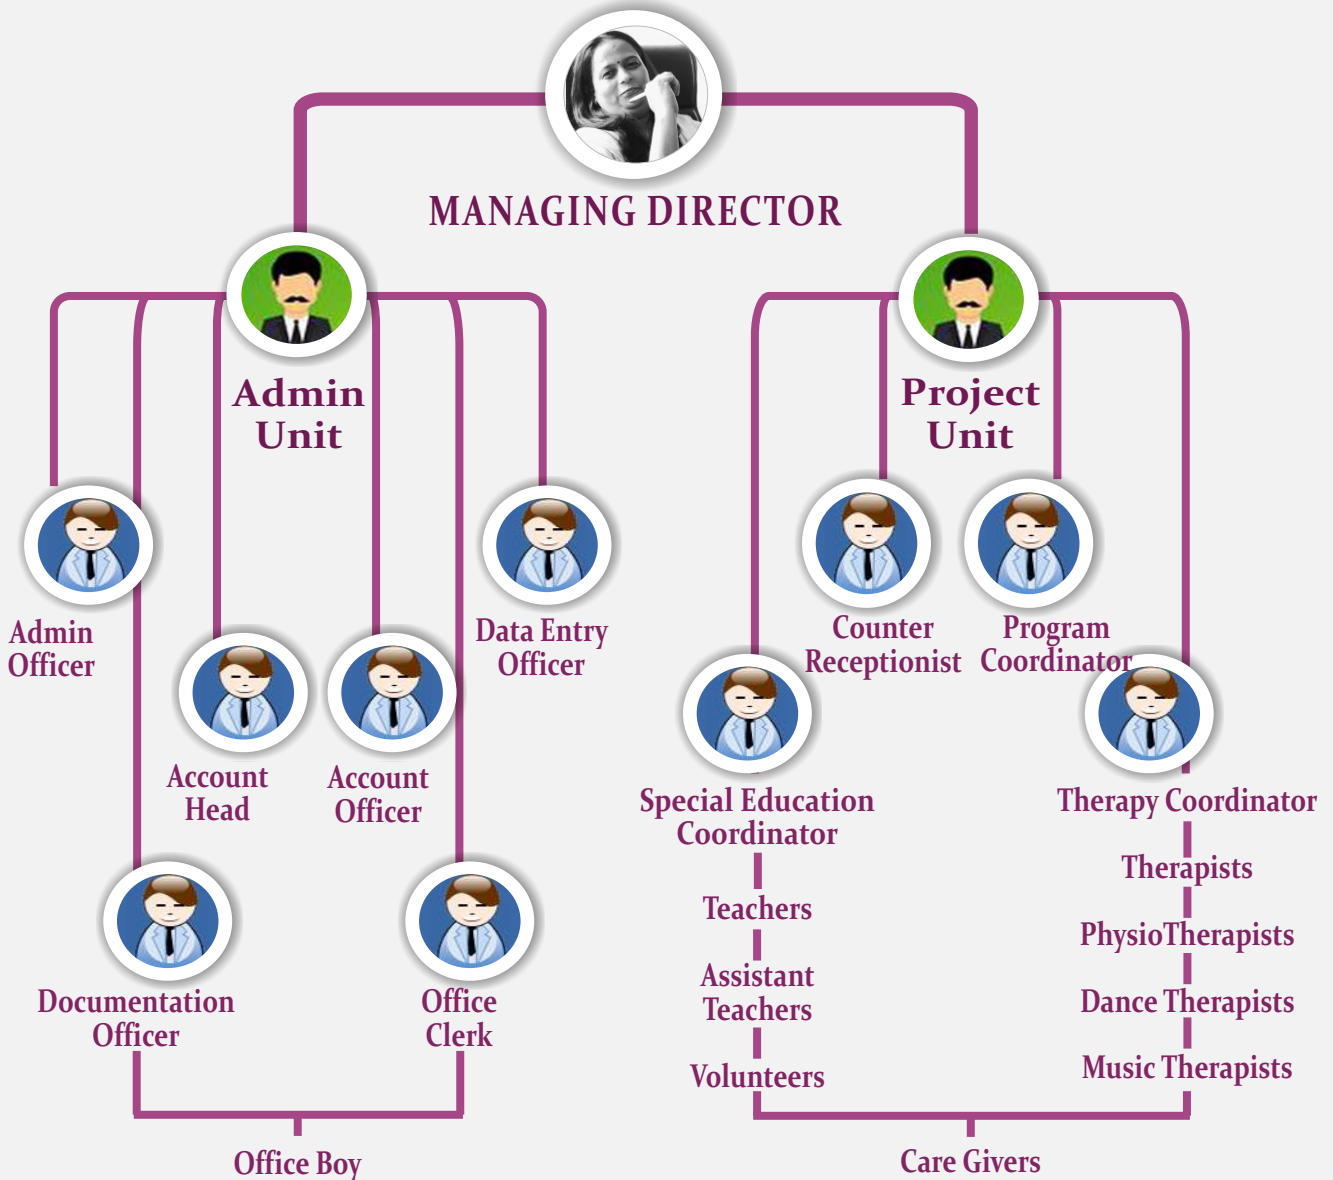 MANAGING DIRECTOR
Admin
Unit
Project
Unit
Admin
Officer
Data Entry
Officer
Counter
Receptionist
Program
Coordinator
Account
Head
Account
Officer
Special Education
Coordinator
Therapy Coordinator
Teachers
Assistant
Teachers
Volunteers
Therapists
PhysioTherapists
Dance Therapists
Music Therapists
Documentation
Officer
Office
Clerk
Office Boy
Care Givers